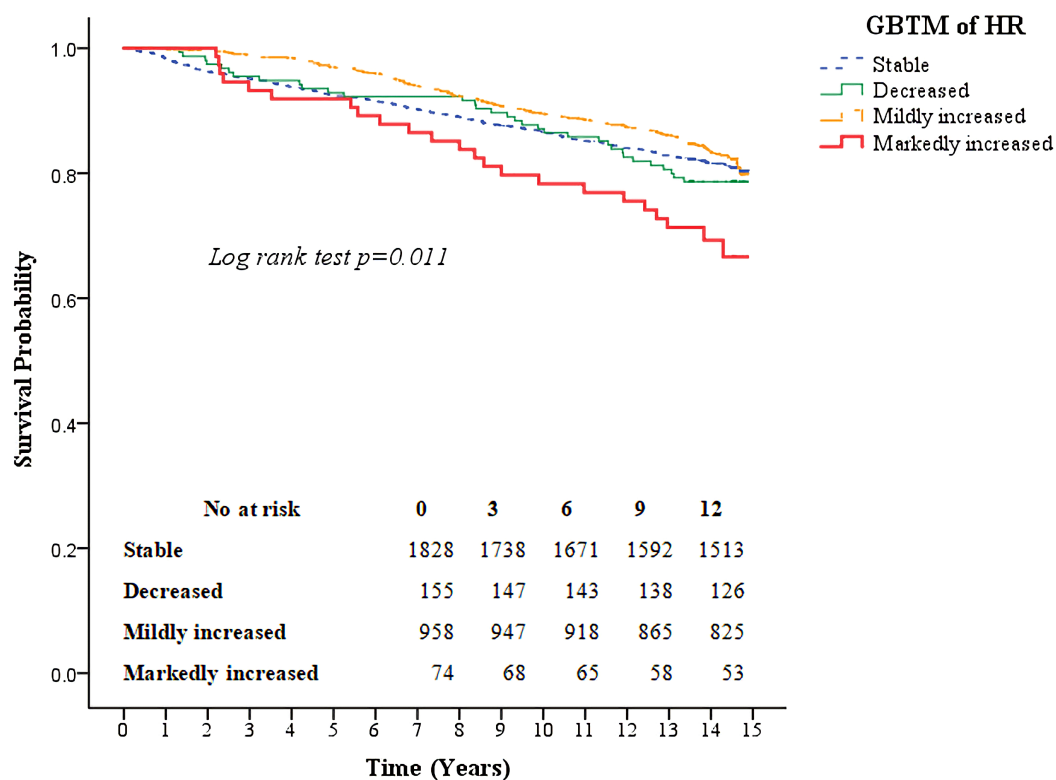 GBTM of HR
Stable
Decreased
Mildly increased
Markedly increased
1.0
0.8
0.6
0.4
0.2
0.0
Survival Probability
Log rank test p=0.011
No at risk 0 3 6 9 12
Stable 1828 1738 1671 1592 1513
Decreased 155 147 143 138 126
Mildly increased 958 947 918 865 825
Markedly increased 74 68 65 58 53
0 1 2 3 4 5 6 7 8 9 10 11 12 13 14 15
Time (Years)